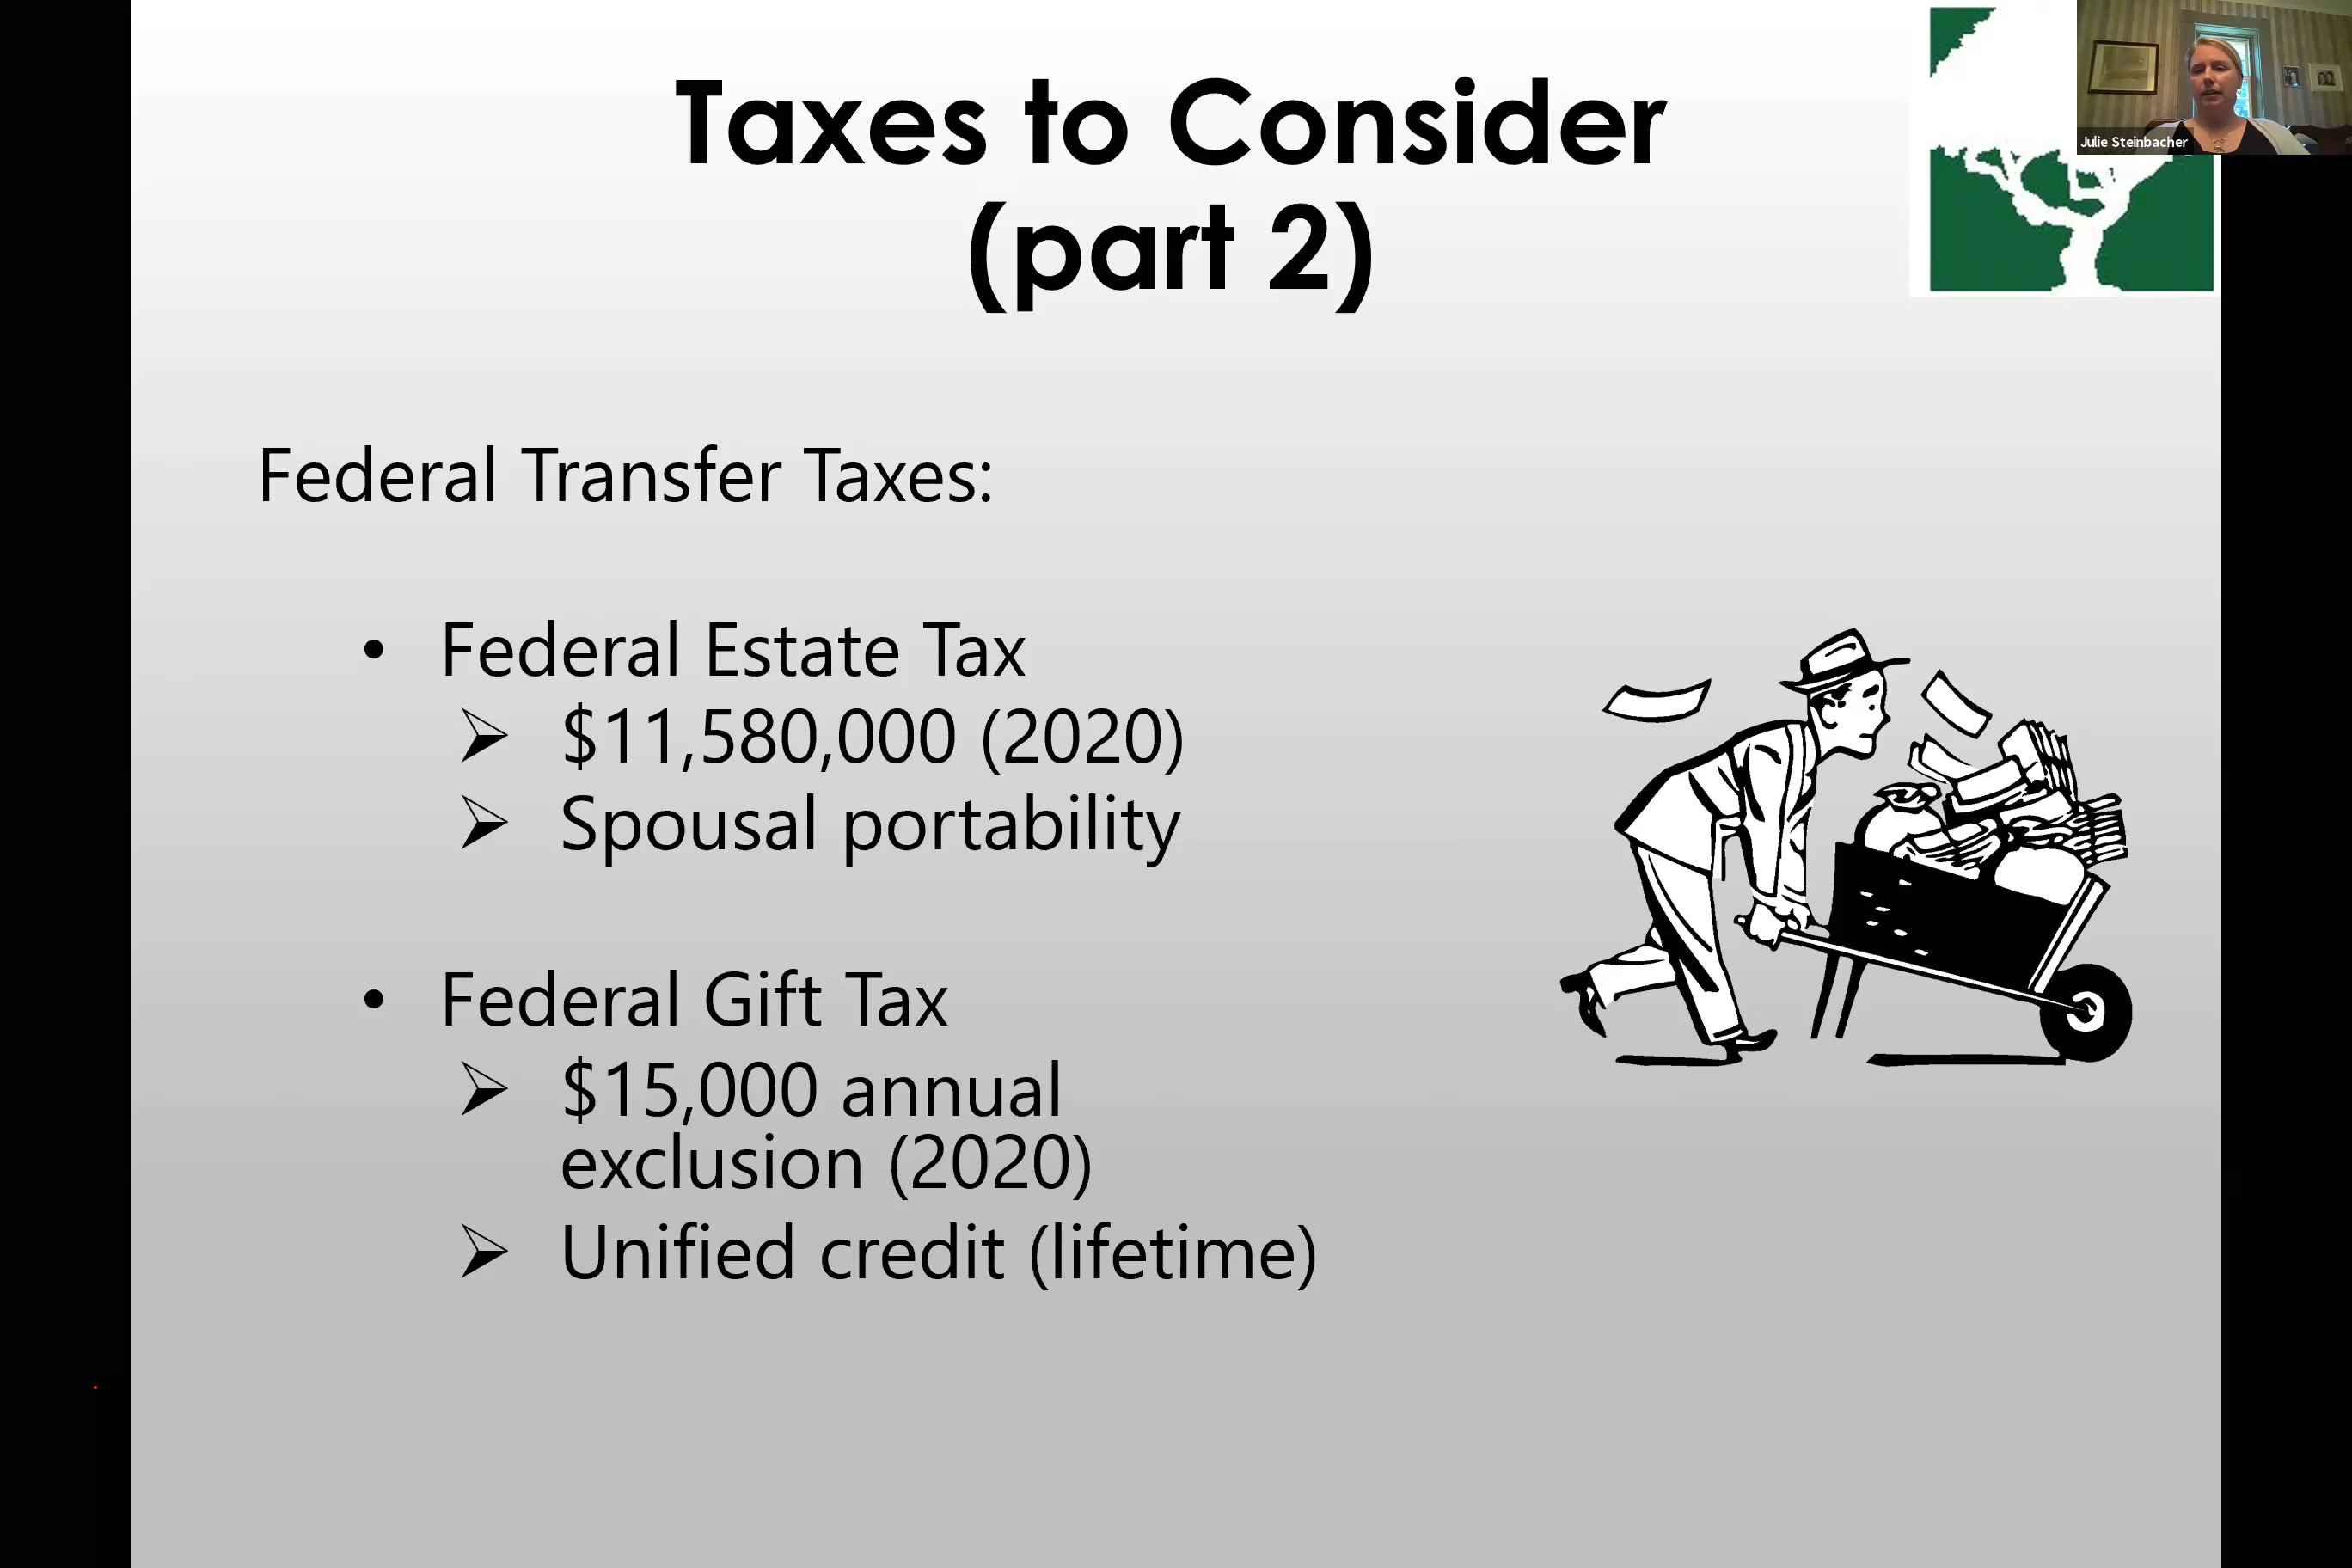 Taxes to Consider
(part 2)
Julie Steinbacher
Federal Transfer Taxes:
• Federal Estate Tax
➢ $11,580,000 (2020)
➢ Spousal portability
• Federal Gift Tax
➢ $15,000 annual
exclusion (2020)
➢ Unified credit (lifetime)